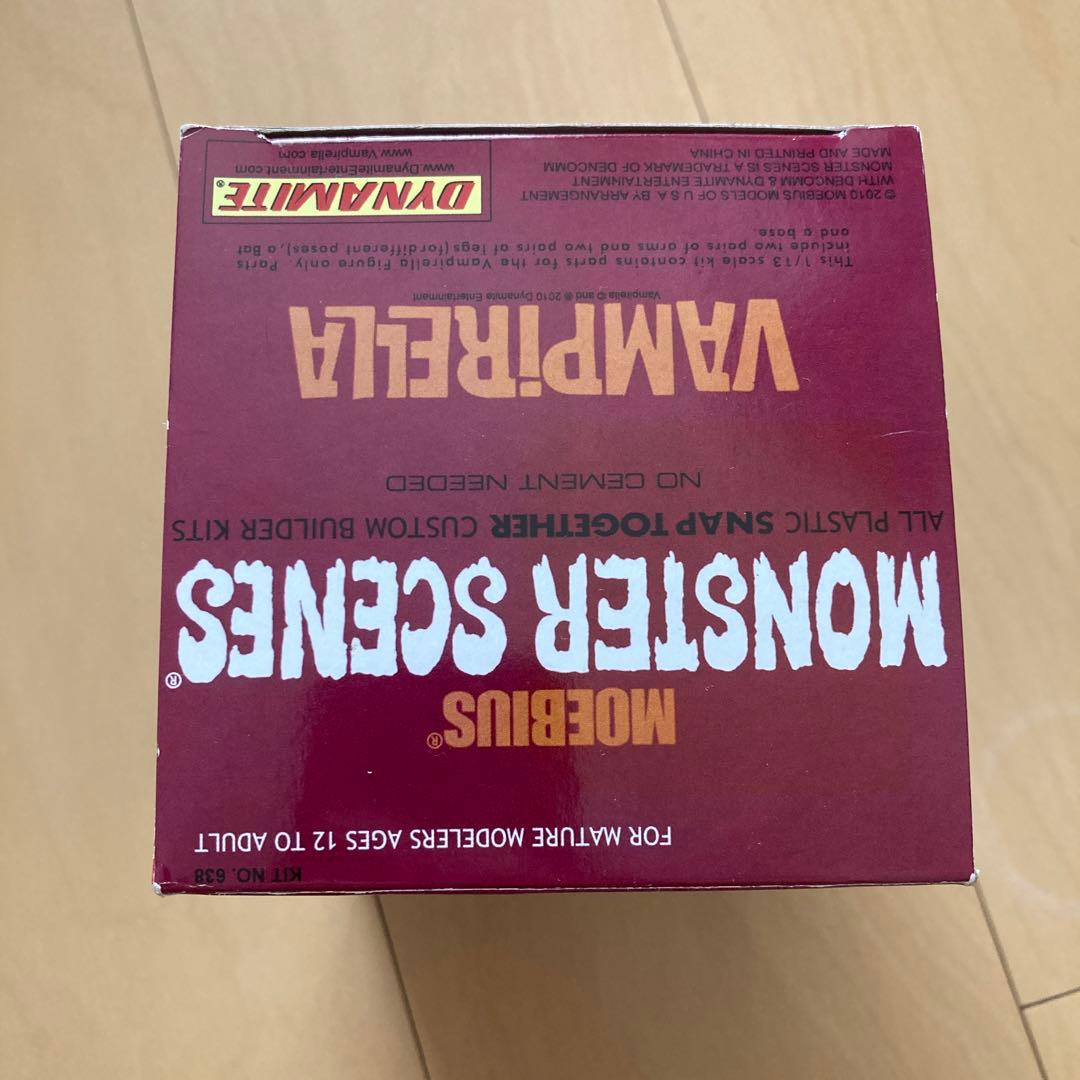 KIT NO. 638
FOR MATURE MODELERS AGES 12 TO ADULT
MOEBIUS®
MONSTER SCENES®
ALL PLASTIC SNAP TOGETHER CUSTOM BUILDER KITS
NO CEMENT NEEDED
VAMPiRELLA
Vampirella © and ® 2010 Dynamite Entertainment
This 1/13 scale kit contains parts for the Vampirella Figure only. Parts
include two pairs of arms and two pairs of legs (fordifferent poses), a Bat
and a base.
© 2010 MOEBIUS MODELS OF U.S.A. BY ARRANGEMENT
WITH DENCOMM & DYNAMITE ENTERTAINMENT
MONSTER SCENES IS A TRADEMARK OF DENCOMM
MADE AND PRINTED IN CHINA
DYNAMITE®
www.DynamiteEntertainment.com
www.Vampirella.com